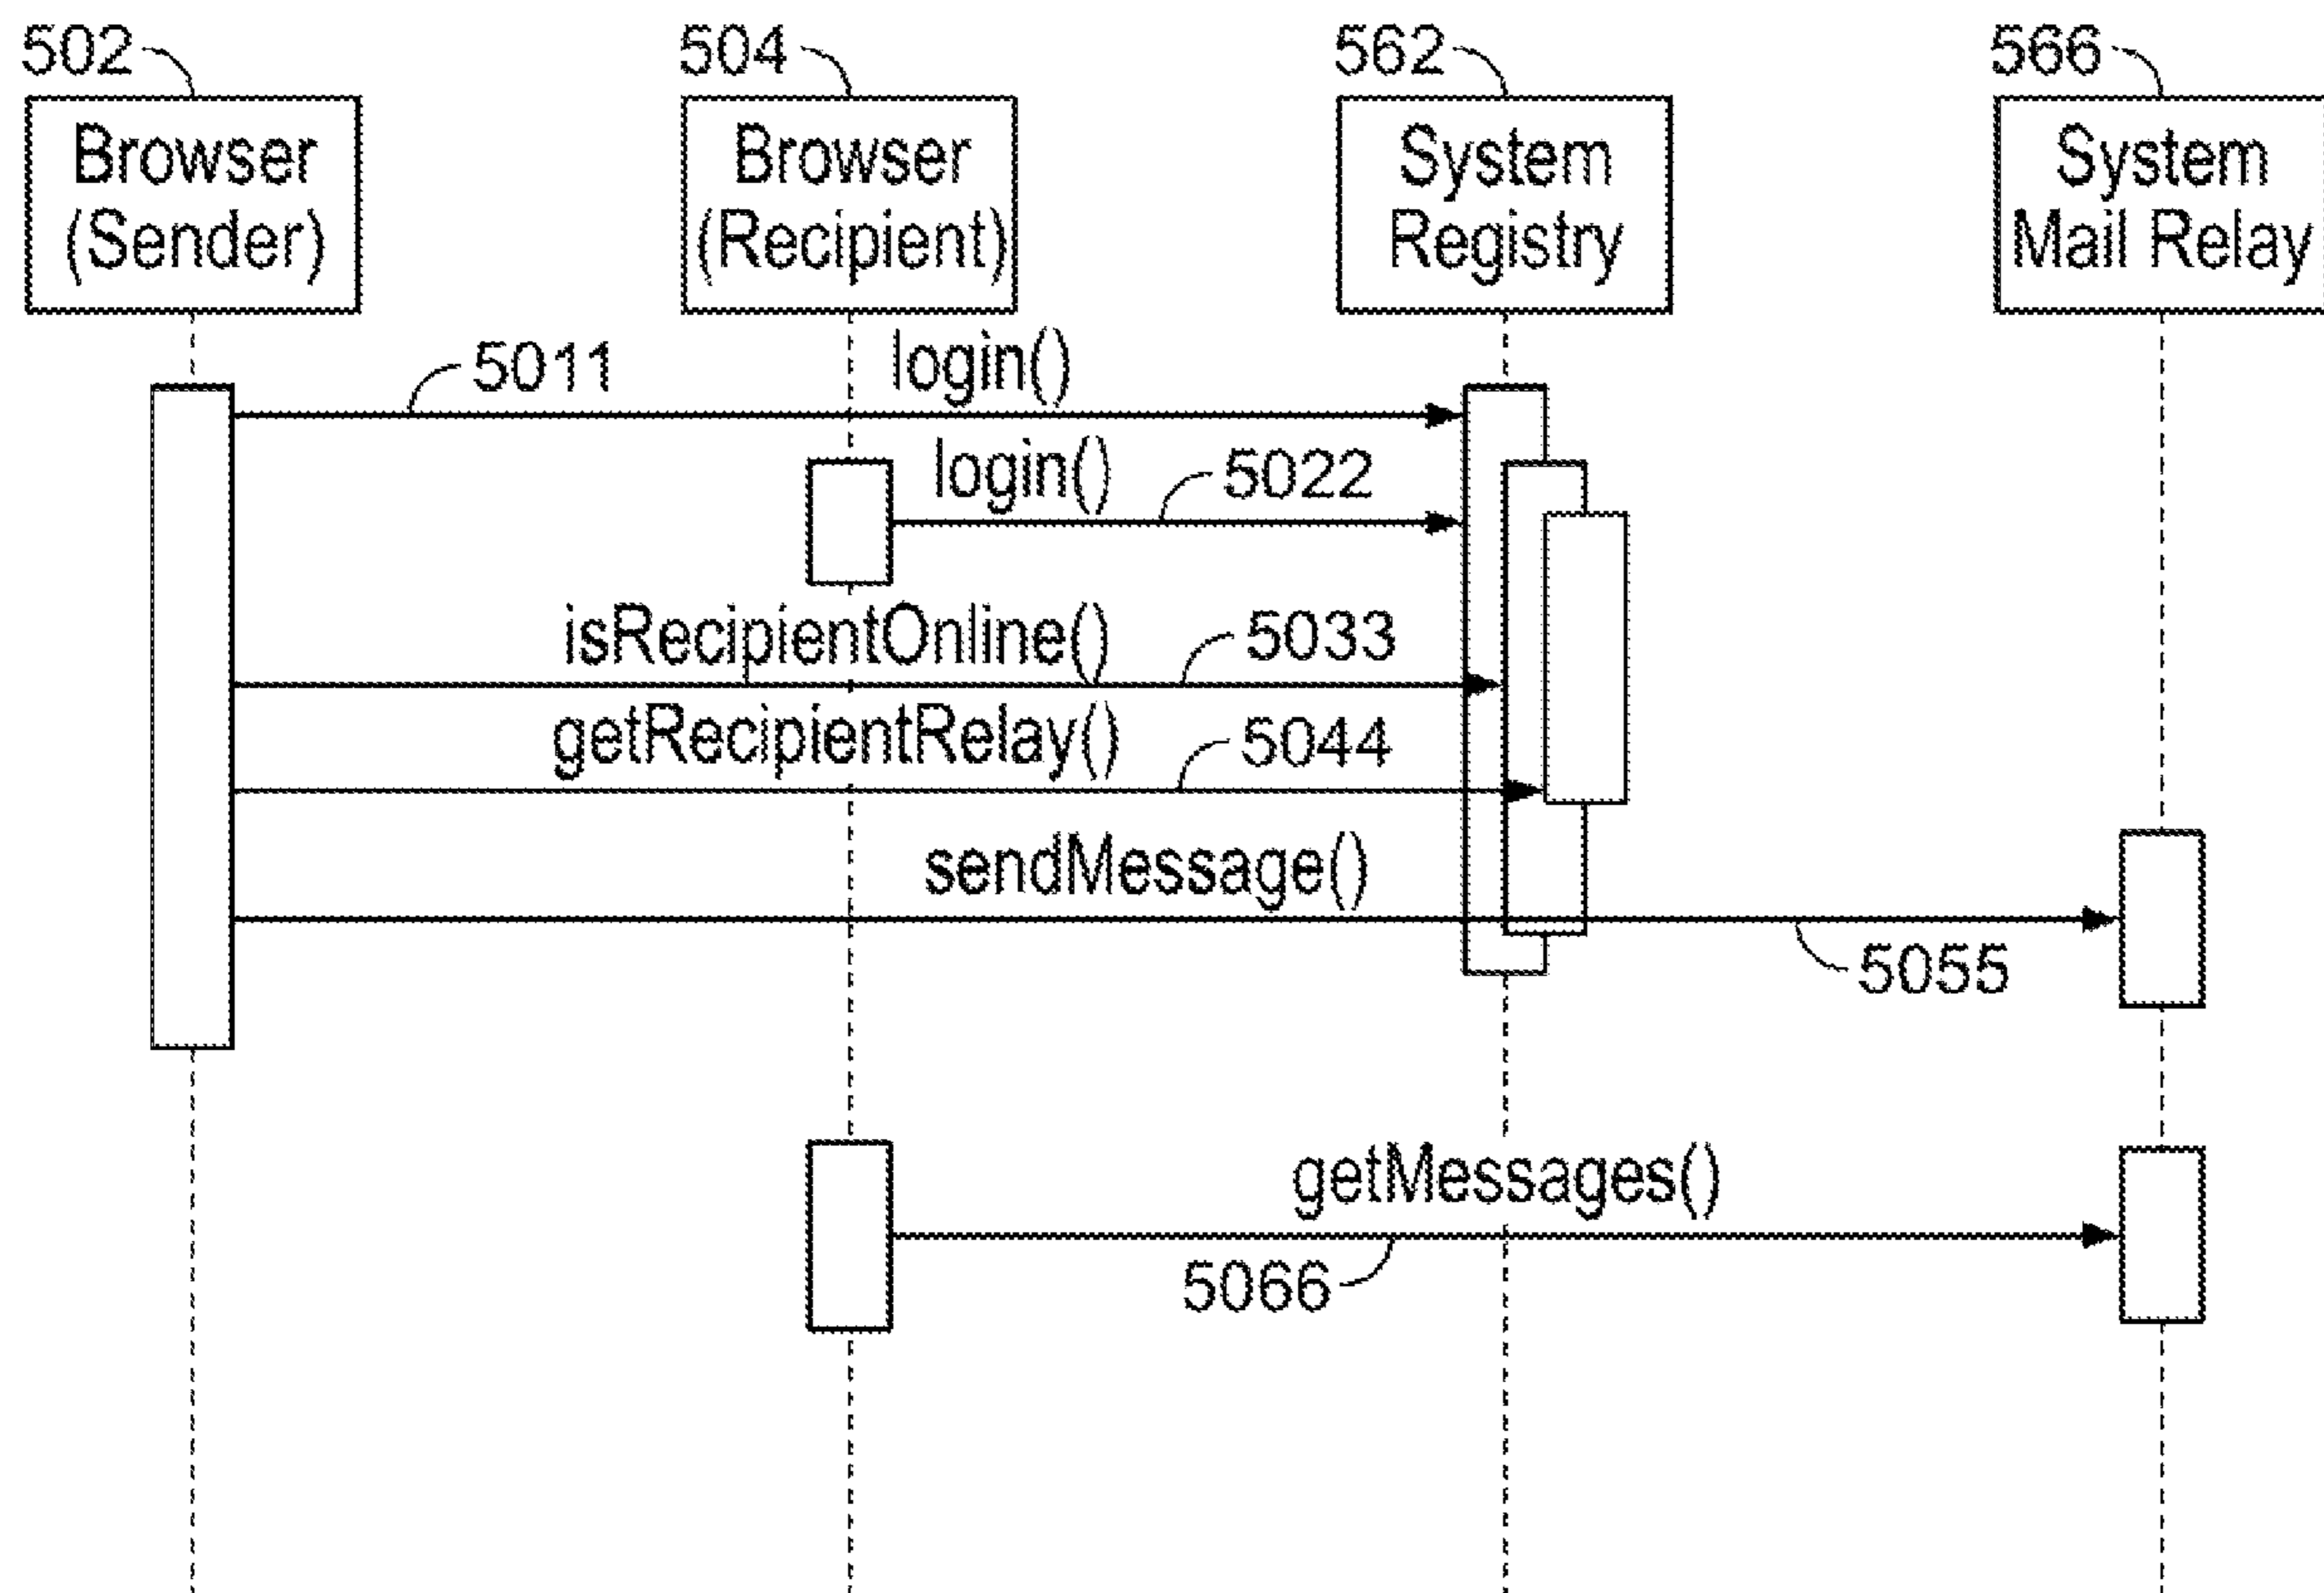 502
504
562
566
Browser
(Sender)
Browser
(Recipient)
System
Registry
System
Mail Relay
5011
login()
login()
5022
isRecipientOnline()
5033
getRecipientRelay()
5044
sendMessage()
5055
getMessages()
5066